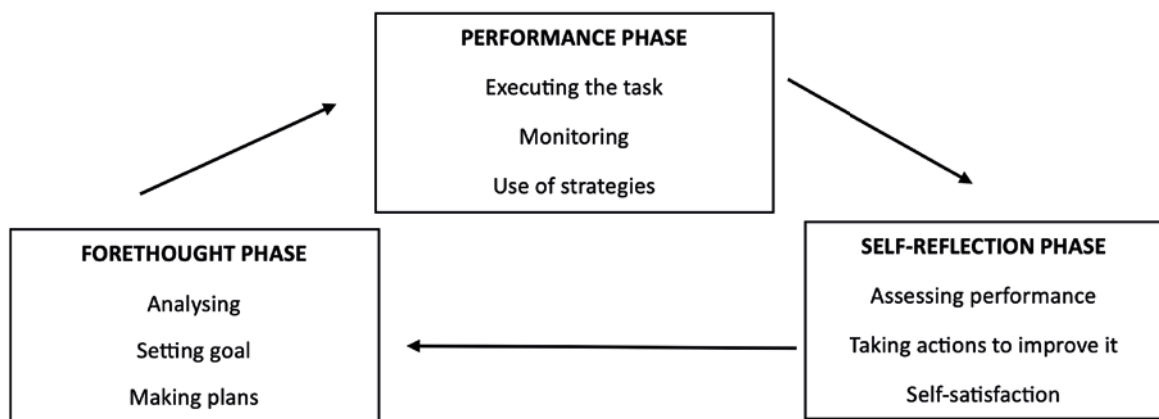 PERFORMANCE PHASE
Executing the task
Monitoring
Use of strategies
FORETHOUGHT PHASE
Analysing
Setting goal
Making plans
SELF-REFLECTION PHASE
Assessing performance
Taking actions to improve it
Self-satisfaction